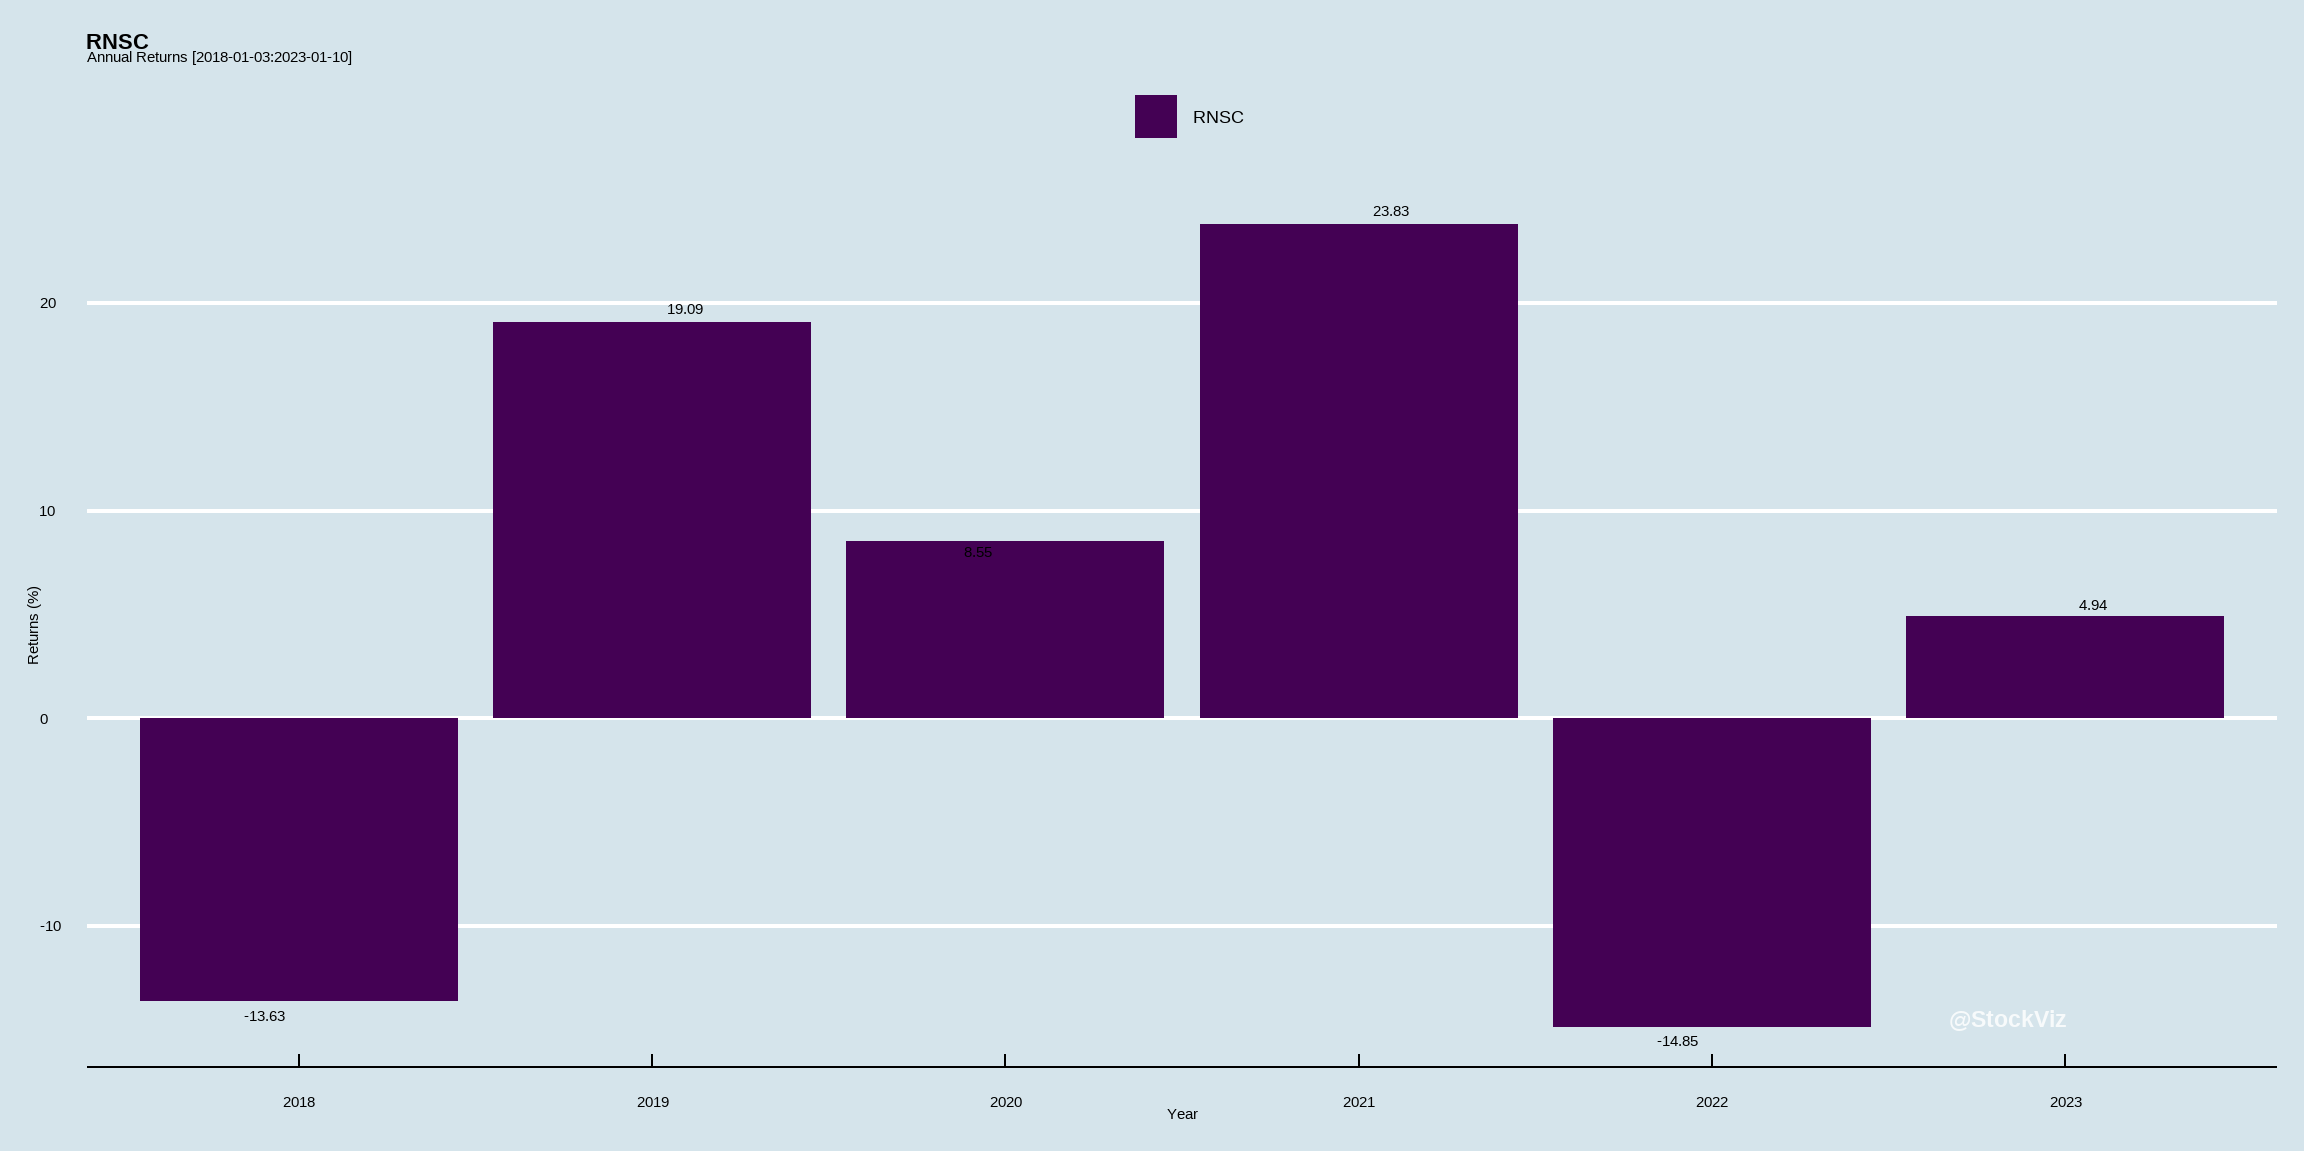 RNSC
Annual Returns [2018-01-03:2023-01-10]
RNSC
23.83
20
19.09
10
8.55
4.94
Returns (%)
0
-10
-13.63
@StockViz
-14.85
2018 2019 2020 2021 2022 2023
Year